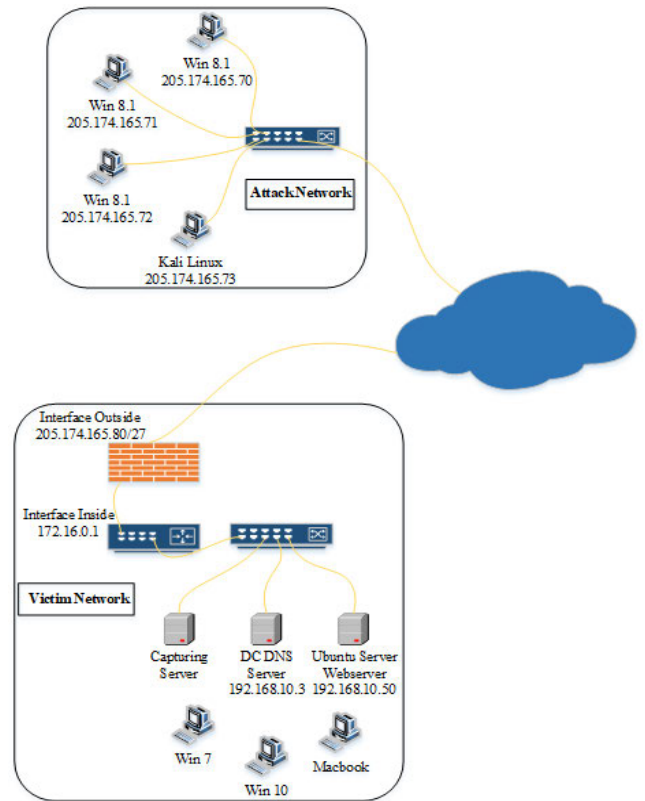 Win 8.1
205.174.165.70
Win 8.1
205.174.165.71
Win 8.1
205.174.165.72
Attack Network
Kali Linux
205.174.165.73
Interface Outside
205.174.165.80/27
Interface Inside
172.16.0.1
Victim Network
Capturing
Server
DC DNS
Server
192.168.10.3
Ubuntu Server
Webserver
192.168.10.50
Win 7
Win 10
Macbook